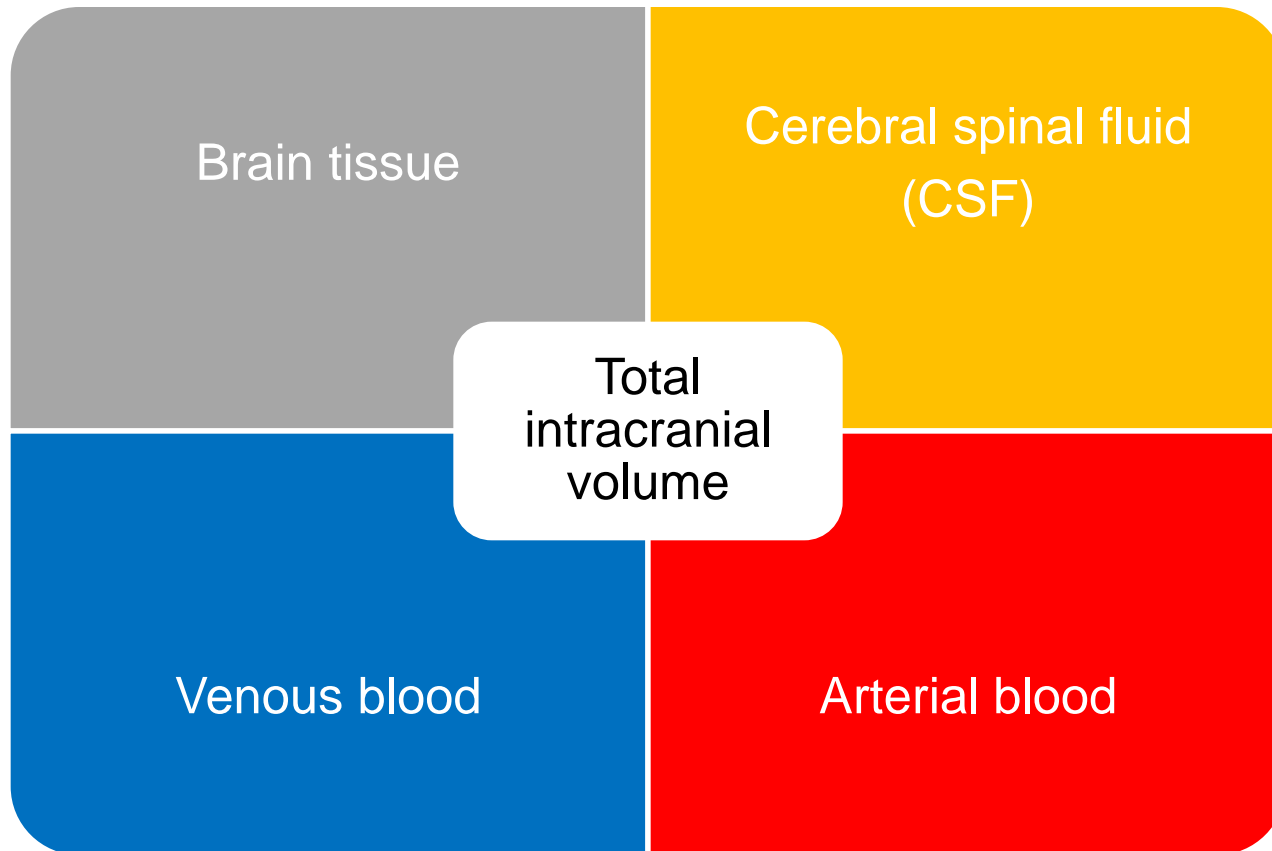 Brain tissue
Cerebral spinal fluid
(CSF)
Total
intracranial
volume
Venous blood
Arterial blood